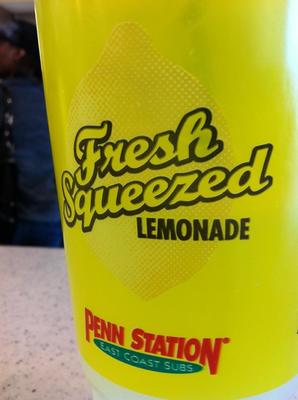 Fresh
Squeezed
LEMONADE
PENN STATION®
EAST COAST SUBS